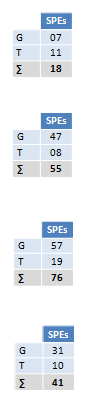 SPEs
G 07
T 11
∑ 18
SPEs
G 47
T 08
∑ 55
SPEs
G 57
T 19
∑ 76
SPEs
G 31
T 10
∑ 41